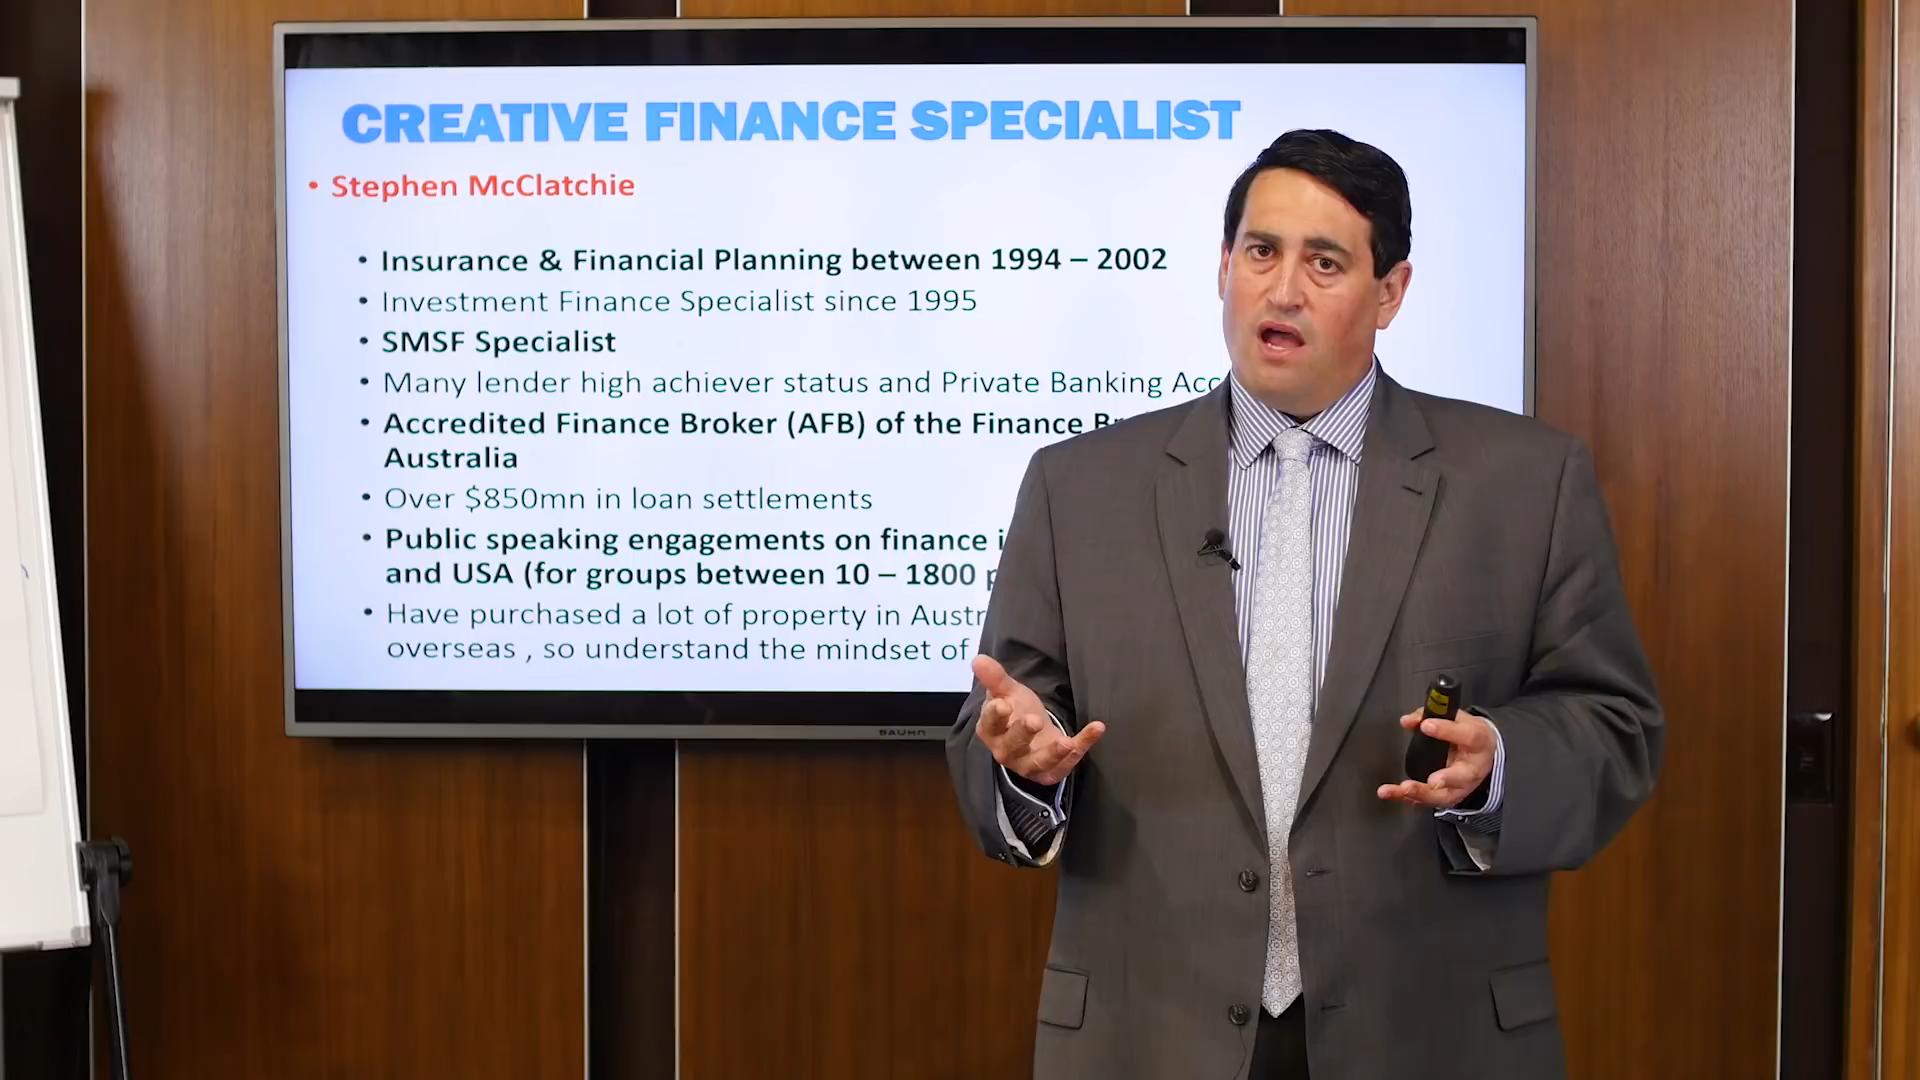 CREATIVE FINANCE SPECIALIST
• Stephen McClatchie
• Insurance & Financial Planning between 1994 – 2002
• Investment Finance Specialist since 1995
• SMSF Specialist
• Many lender high achiever status and Private Banking
• Accredited Finance Broker (AFB) of the Finance
Australia
• Over $850mn in loan settlements
• Public speaking engagements on finance
and USA (for groups between 10 – 1800
• Have purchased a lot of property in
overseas , so understand the mindset of
BAUHN